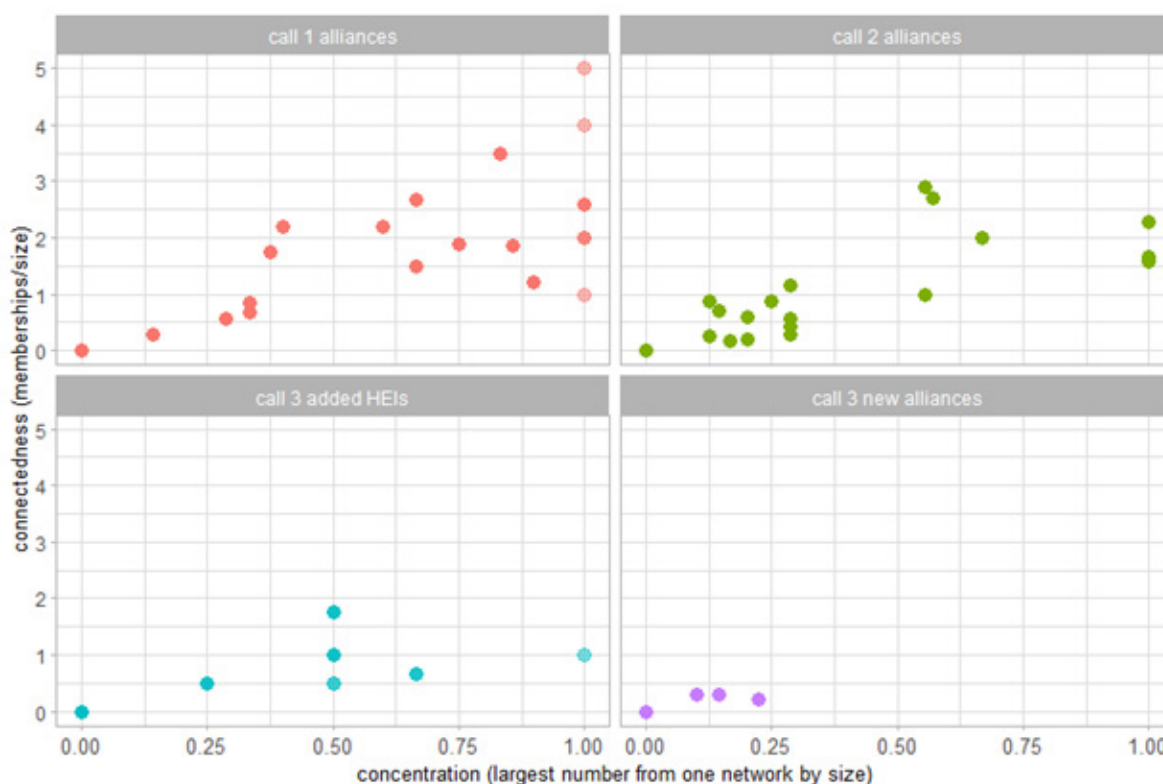 call 1 alliances
call 2 alliances
5
4
3
2
1
0
call 3 added HEIs
call 3 new alliances
5
4
3
2
1
0
connectedness (memberships/size)
0.00 0.25 0.50 0.75 1.00
0.00 0.25 0.50 0.75 1.00
concentration (largest number from one network by size)